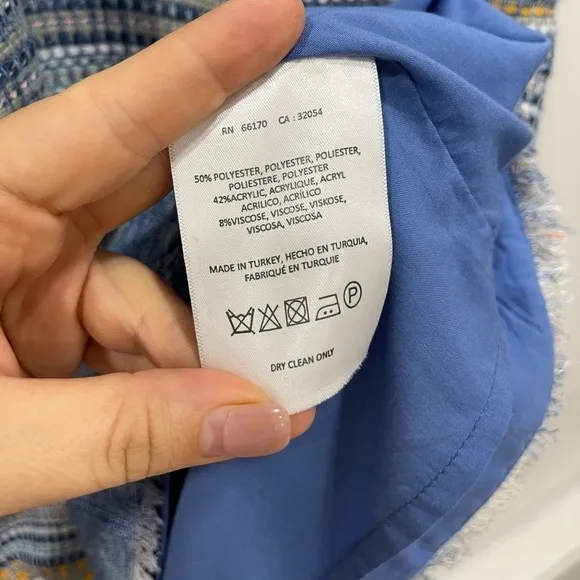 RN 66170 CA : 32054
50% POLYESTER, POLYESTER, POLIESTER,
POLIESTERE, POLYESTER
42%ACRYLIC, ACRYLIQUE, ACRYL
ACRILICO, ACRÍLICO
8%VISCOSE, VISCOSE, VISKOSE,
VISCOSA, VISCOSA
MADE IN TURKEY, HECHO EN TURQUIA,
FABRIQUÉ EN TURQUIE
P
DRY CLEAN ONLY